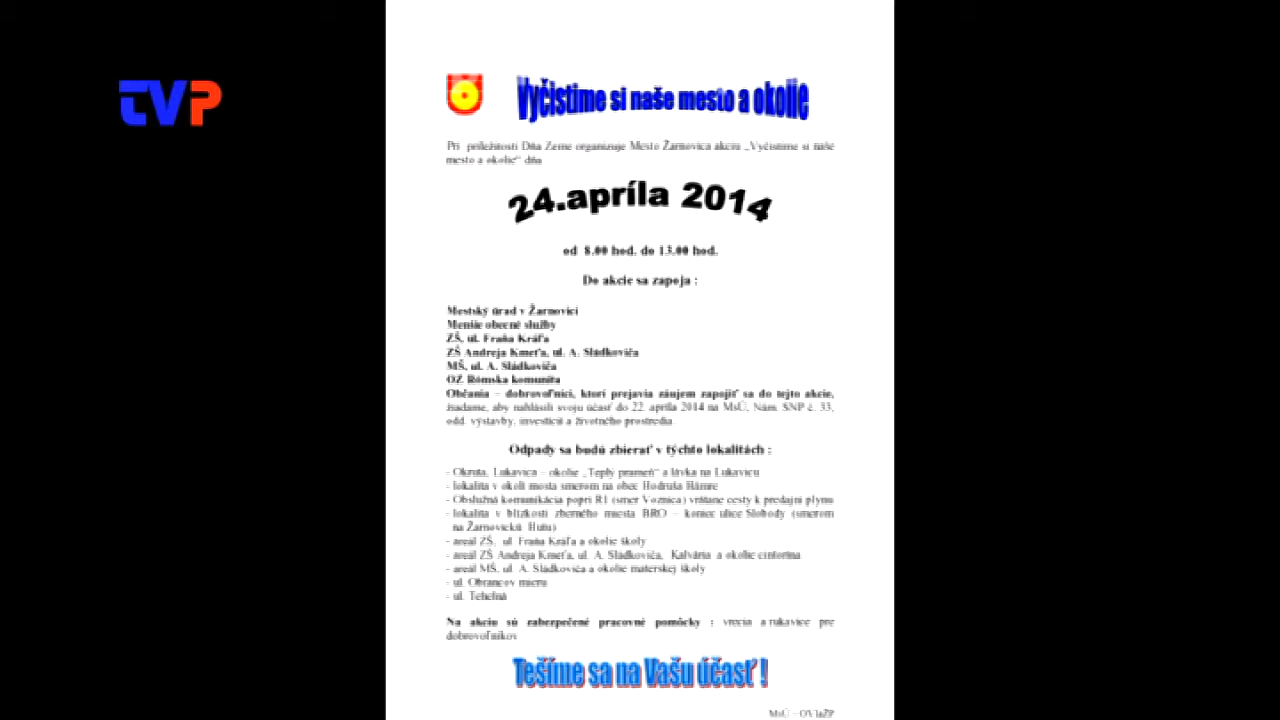 TVP
Vyčistime si naše mesto a okolie
Pri príležitosti Dňa Zeme organizuje Mesto Žarnovica akciu „Vyčistime si naše
mesto a okolie“ dňa
24.apríla 2014
od 8.00 hod. do 13.00 hod.
Do akcie sa zapoja :
Mestský úrad v Žarnovici
Menšie obecné služby
ZŠ, ul. Fraňa Kráľa
ZŠ Andreja Kmeťa, ul. A. Sládkoviča
MŠ, ul. A. Sládkoviča
OZ Rómska komunita
Občania – dobrovoľníci, ktorí prejavia záujem zapojiť sa do tejto akcie,
žiadame, aby nahlásili svoju účasť do 22. apríla 2014 na MsÚ, Nám. SNP č. 33,
odd. výstavby, investícií a životného prostredia.
Odpady sa budú zbierať v týchto lokalitách :
- Okruta, Lukavica – okolie „Teplý prameň“ a lávka na Lukavicu
- lokalita v okolí mosta smerom na obec Hodruša Hámre
- Obslužná komunikácia popri R1 (smer Voznica) vrátane cesty k predajni plynu
- lokalita v blízkosti zberného miesta BRO – koniec ulice Slobody (smerom
na Žarnovickú Hutu)
- areál ZŠ, ul. Fraňa Kráľa a okolie školy
- areál ZŠ Andreja Kmeťa, ul. A. Sládkoviča, Kalvária a okolie cintorína
- areál MŠ, ul. A. Sládkoviča a okolie materskej školy
- ul. Obrancov mieru
- ul. Tehelná
Na akciu sú zabezpečené pracovné pomôcky : vrecia a rukavice pre
dobrovoľníkov
Tešíme sa na Vašu účasť !
MsÚ – OVIaŽP